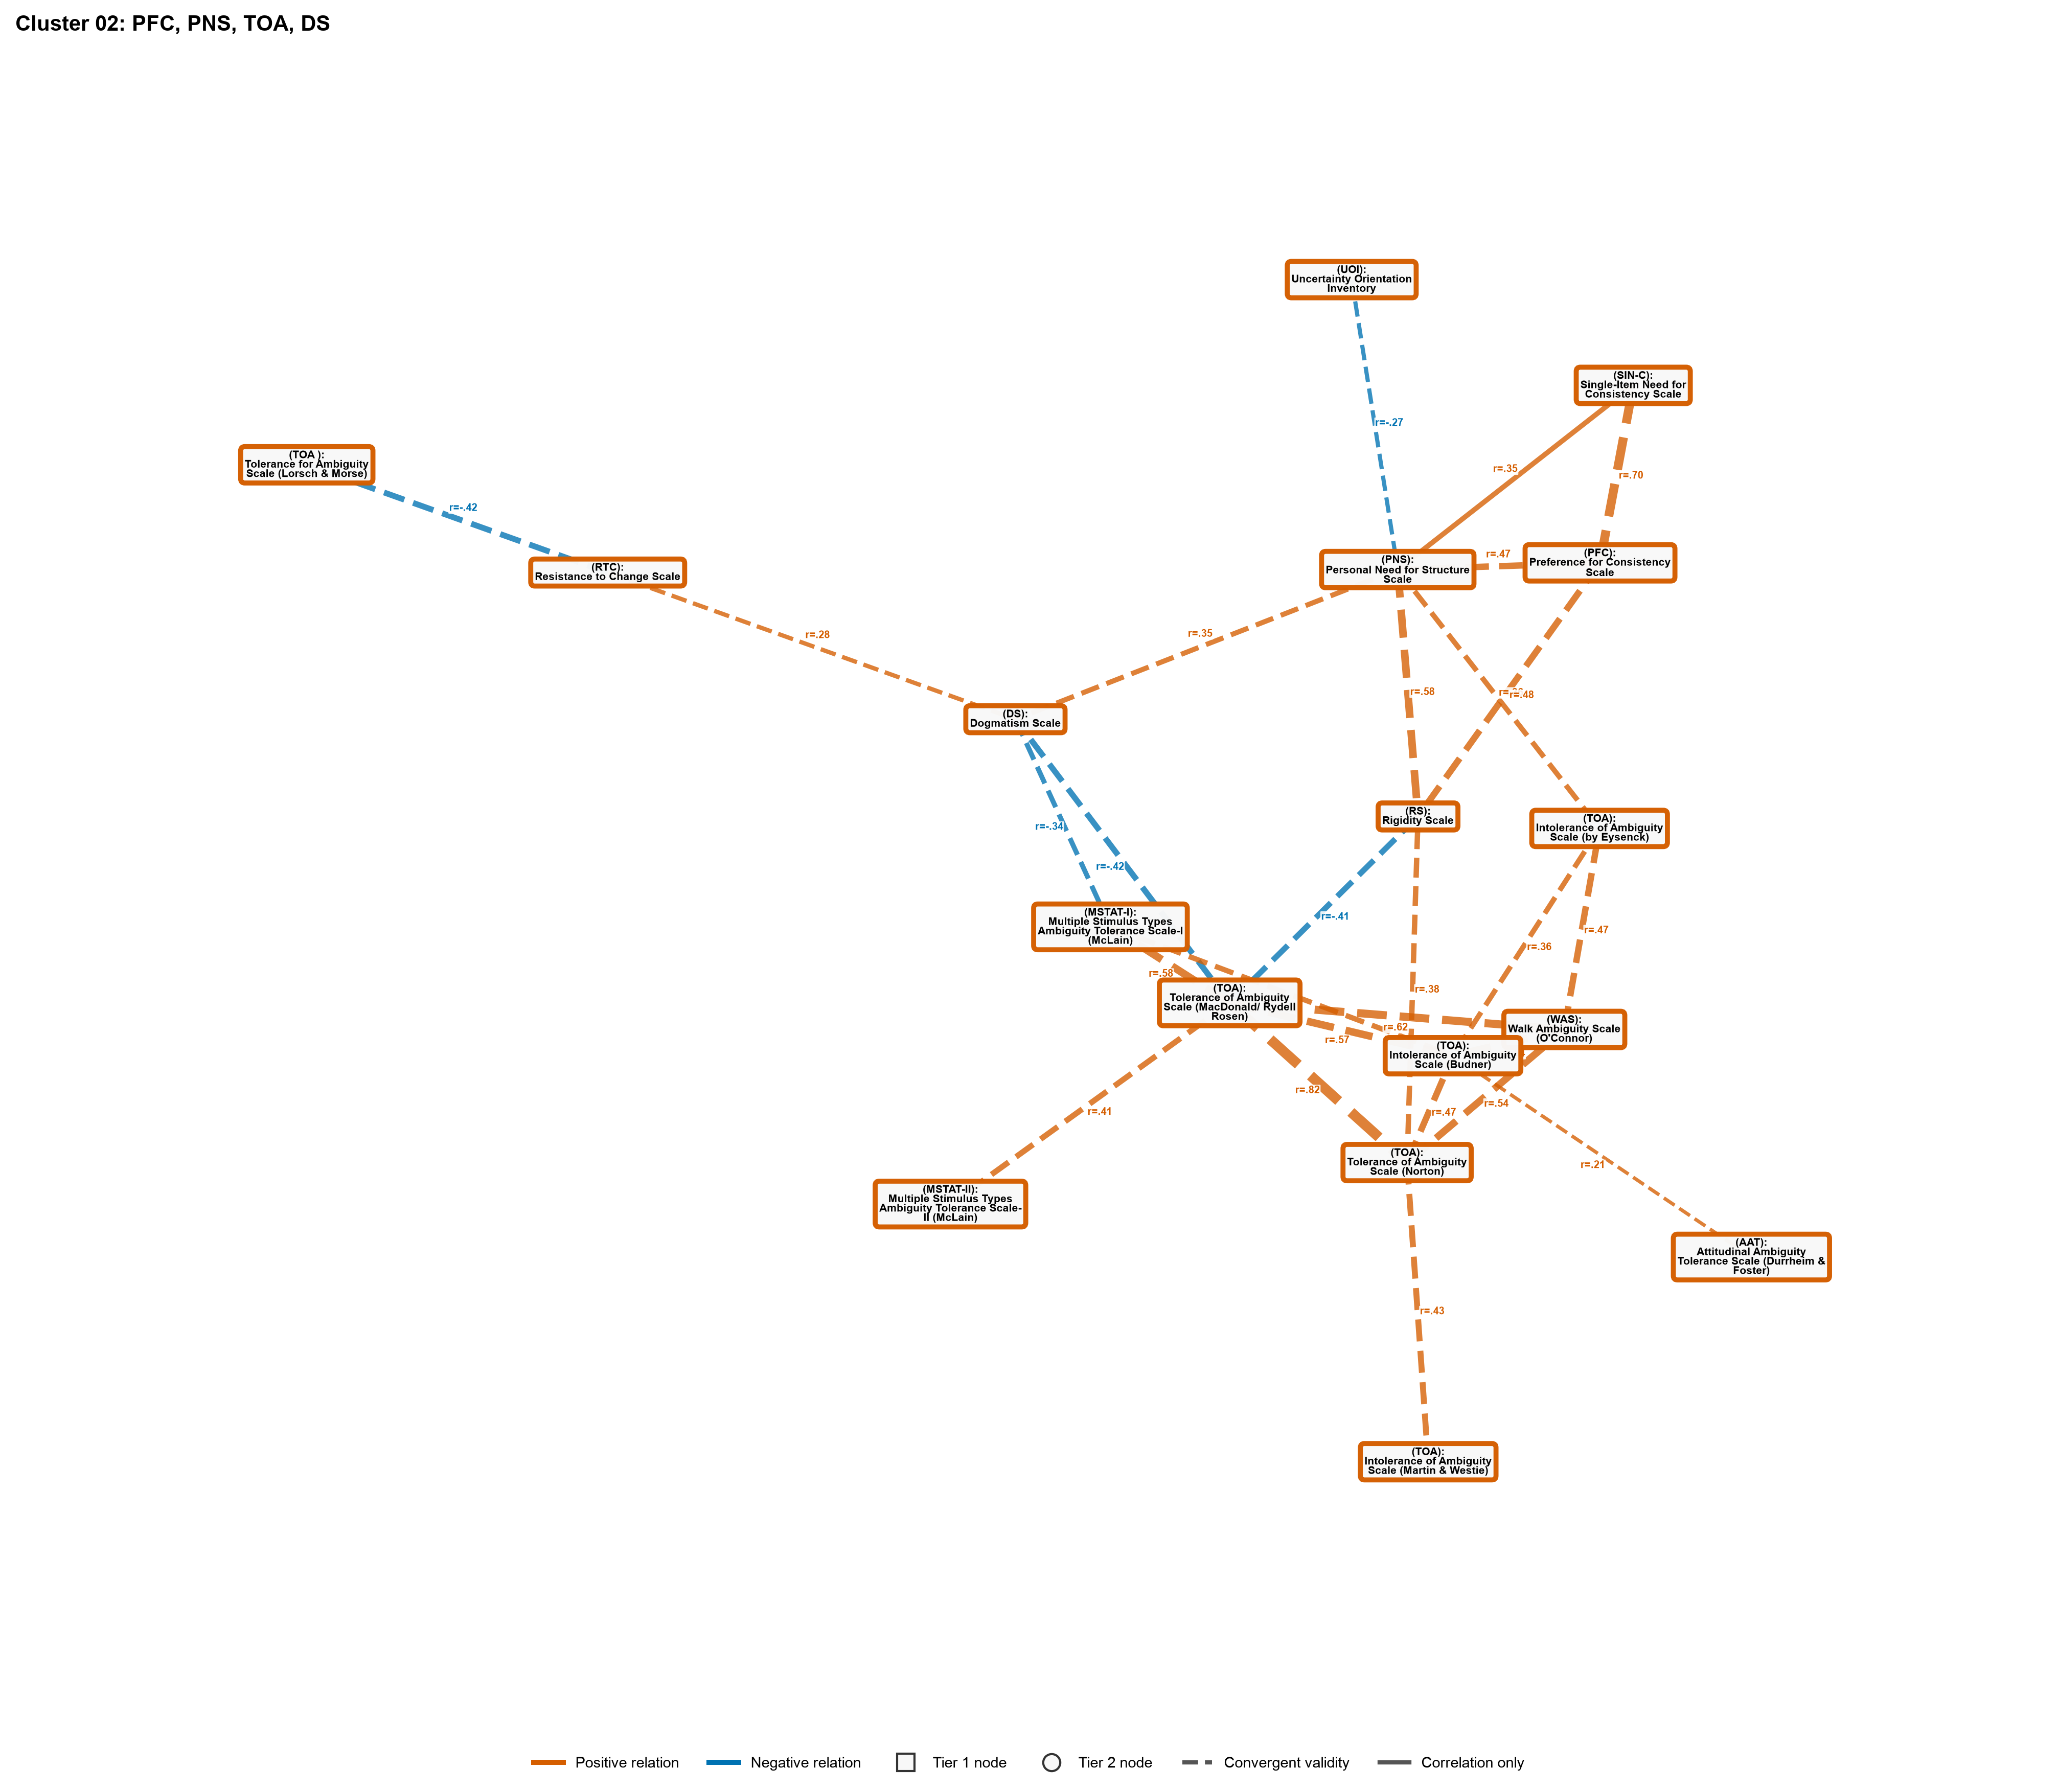 Cluster 02: PFC, PNS, TOA, DS
(UOI):
Uncertainty Orientation
Inventory
(SIN-C):
Single-Item Need for
Consistency Scale
r=-.27
(TOA ):
Tolerance for Ambiguity
Scale (Lorsch & Morse)
r=.35
r=.70
r=-.42
(RTC):
Resistance to Change Scale
(PNS):
Personal Need for Structure
Scale
r=.47
(PFC):
Preference for Consistency
Scale
r=.28
r=.35
(DS):
Dogmatism Scale
r=.58
r=.48
r=-.34
(RS):
Rigidity Scale
(TOA):
Intolerance of Ambiguity
Scale (by Eysenck)
r=-.42
(MSTAT-I):
Multiple Stimulus Types
Ambiguity Tolerance Scale-I
(McLain)
r=-.41
r=.36
r=.47
r=.58
r=.38
(TOA):
Tolerance of Ambiguity
Scale (MacDonald/ Rydell
Rosen)
r=.62
r=.57
(WAS):
Walk Ambiguity Scale
(O'Connor)
(TOA):
Intolerance of Ambiguity
Scale (Budner)
r=.82
r=.41
r=.47
r=.54
(TOA):
Tolerance of Ambiguity
Scale (Norton)
r=.21
(MSTAT-II):
Multiple Stimulus Types
Ambiguity Tolerance Scale-
II (McLain)
(AAT):
Attitudinal Ambiguity
Tolerance Scale (Durrheim &
Foster)
r=.43
(TOA):
Intolerance of Ambiguity
Scale (Martin & Westie)
Positive relation
Negative relation
Tier 1 node
Tier 2 node
Convergent validity
Correlation only